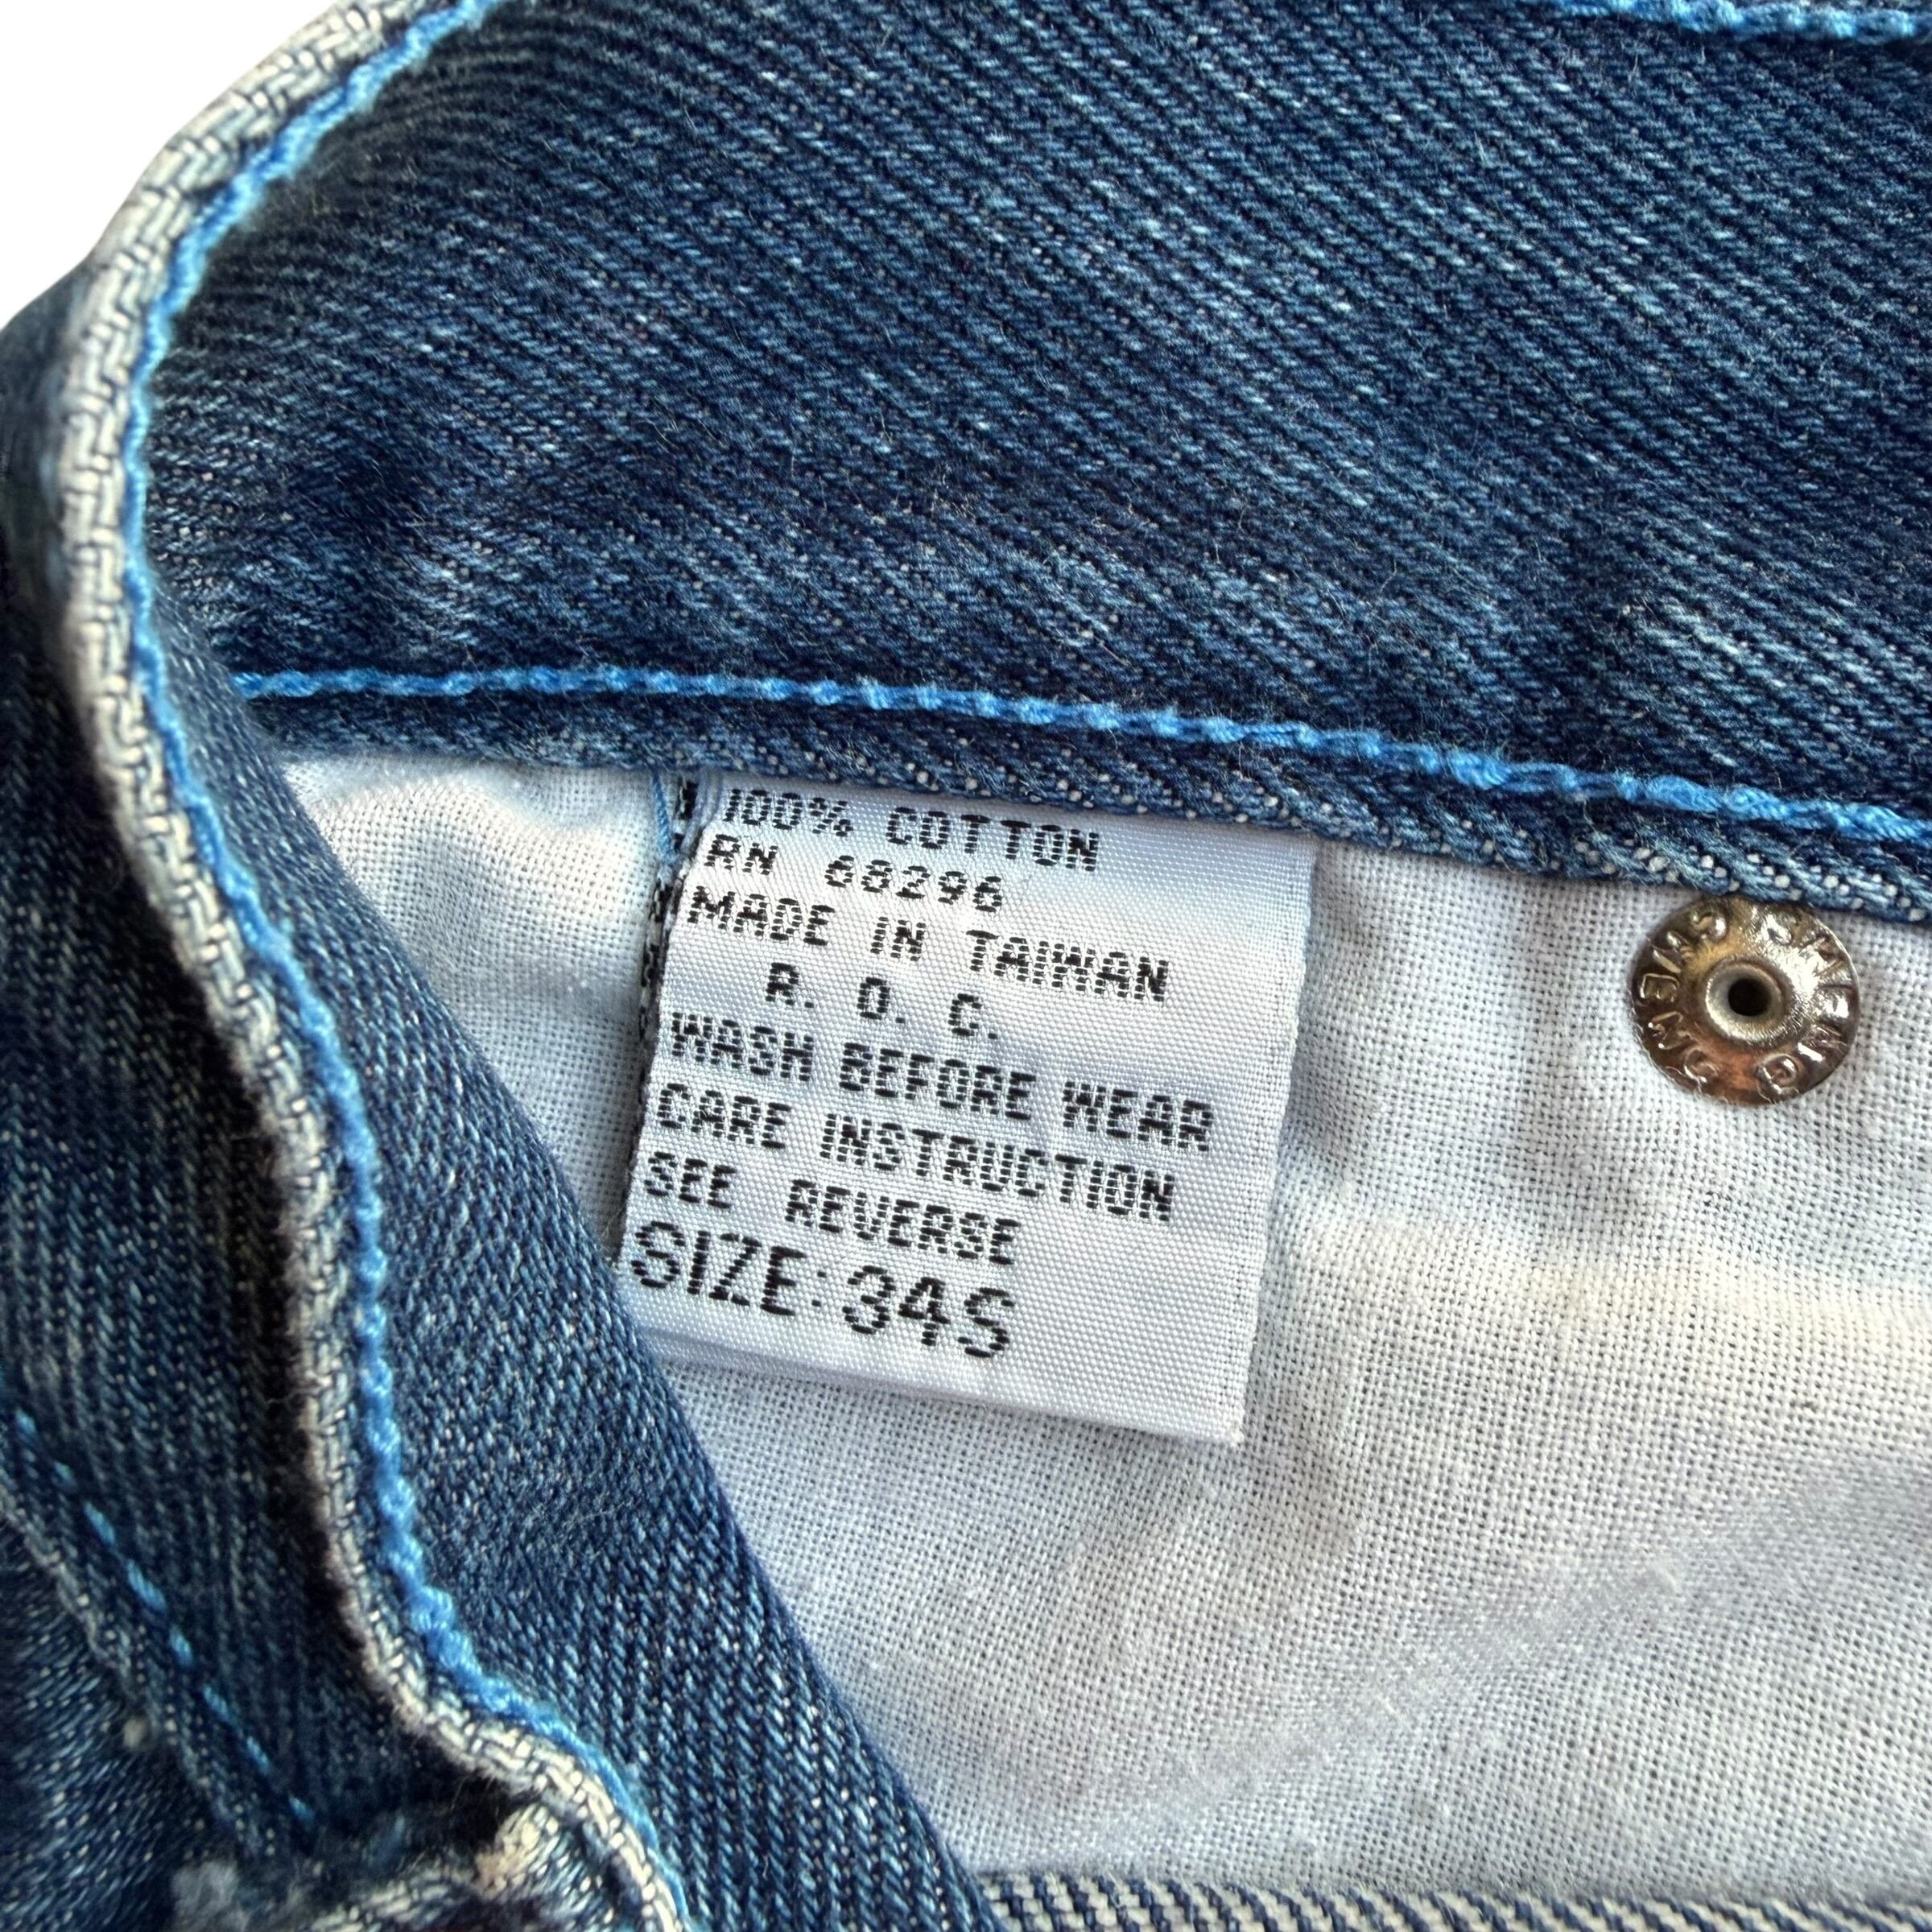 100% COTTON
RN 68296
MADE IN TAIWAN
R. O. C.
WASH BEFORE WEAR
CARE INSTRUCTION
SEE REVERSE
SIZE: 34S